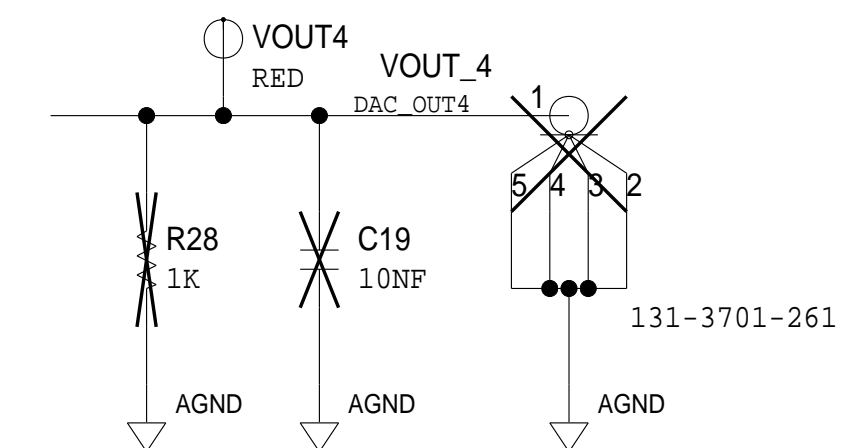 VOUT4
RED
VOUT_4
DAC_OUT4
1
5 4 3 2
R28
1K
C19
10NF
131-3701-261
AGND AGND AGND